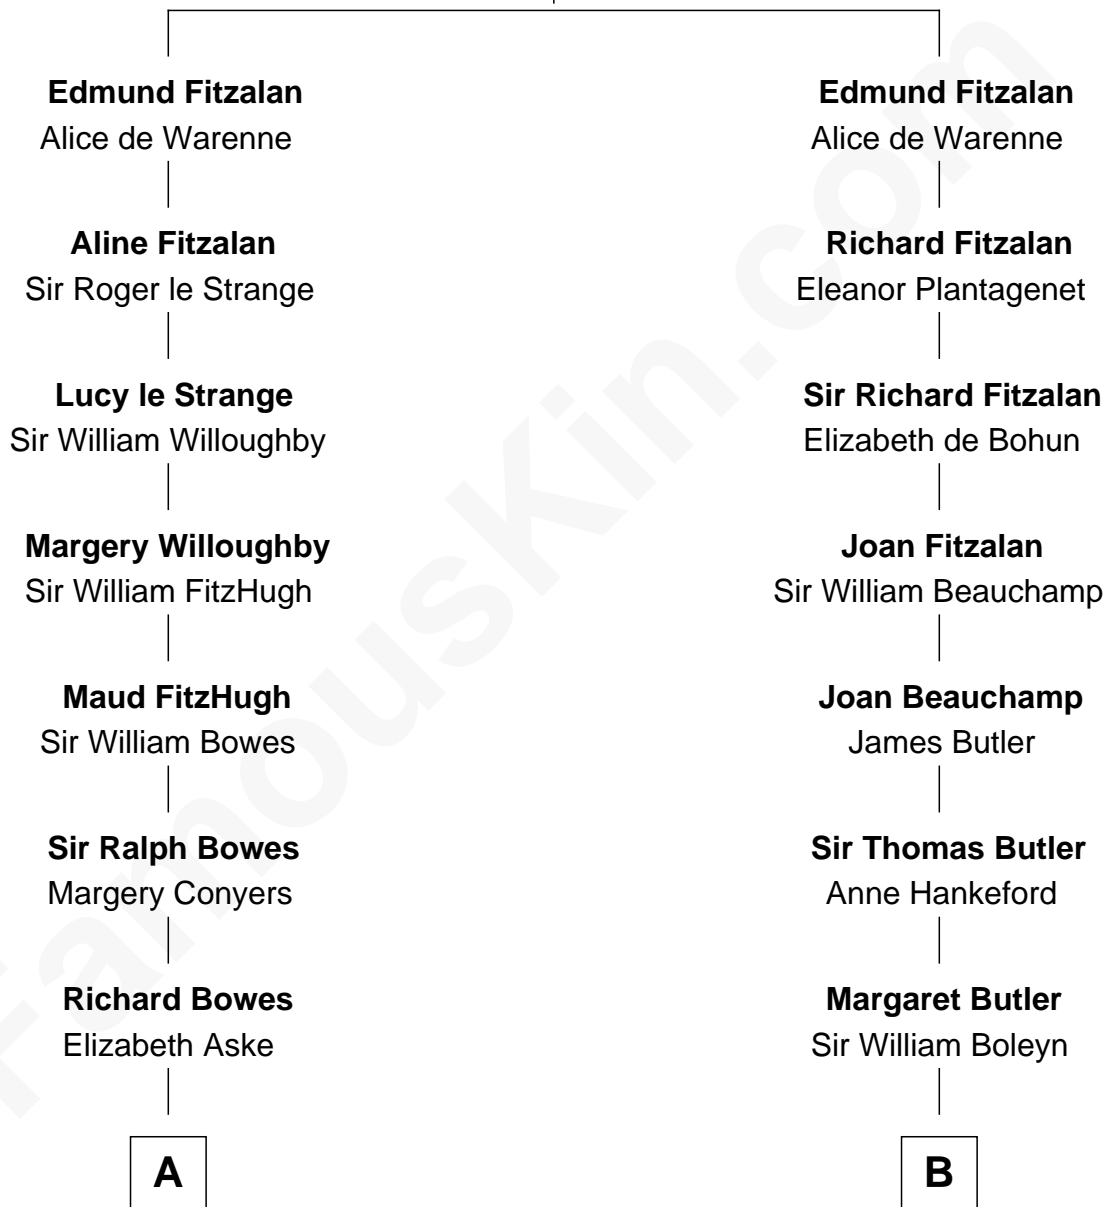 Edmund Fitzalan
Alice de Warenne
Aline Fitzalan
Sir Roger le Strange
Lucy le Strange
Sir William Willoughby
Margery Willoughby
Sir William FitzHugh
Maud FitzHugh
Sir William Bowes
Sir Ralph Bowes
Margery Conyers
Richard Bowes
Elizabeth Aske
A
Edmund Fitzalan
Alice de Warenne
Richard Fitzalan
Eleanor Plantagenet
Sir Richard Fitzalan
Elizabeth de Bohun
Joan Fitzalan
Sir William Beauchamp
Joan Beauchamp
James Butler
Sir Thomas Butler
Anne Hankeford
Margaret Butler
Sir William Boleyn
B
FamousKin.com